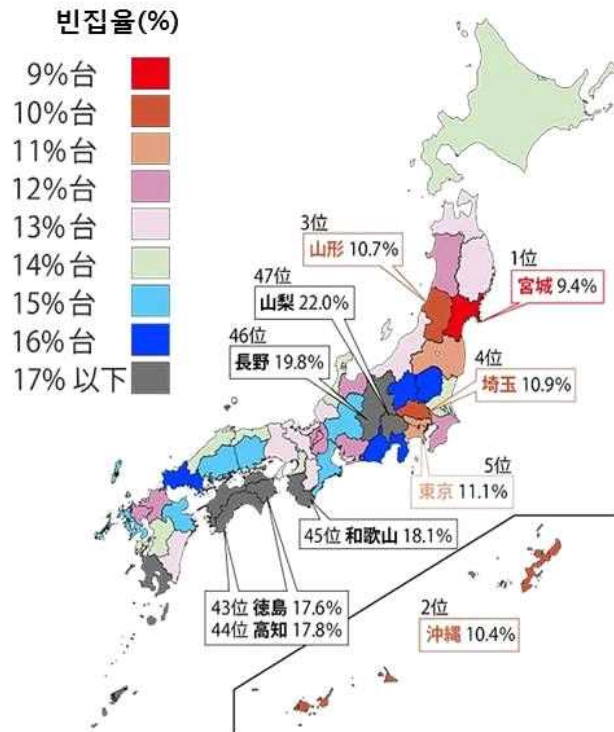 빈집율(%)
9%台
10%台
11%台
12%台
13%台
14%台
15%台
16%台
17% 以下
3位
山形 10.7%
1位
宮城 9.4%
47位
山梨 22.0%
46位
長野 19.8%
4位
埼玉 10.9%
5位
東京 11.1%
45位 和歌山 18.1%
43位 徳島 17.6%
44位 高知 17.8%
2位
沖縄 10.4%